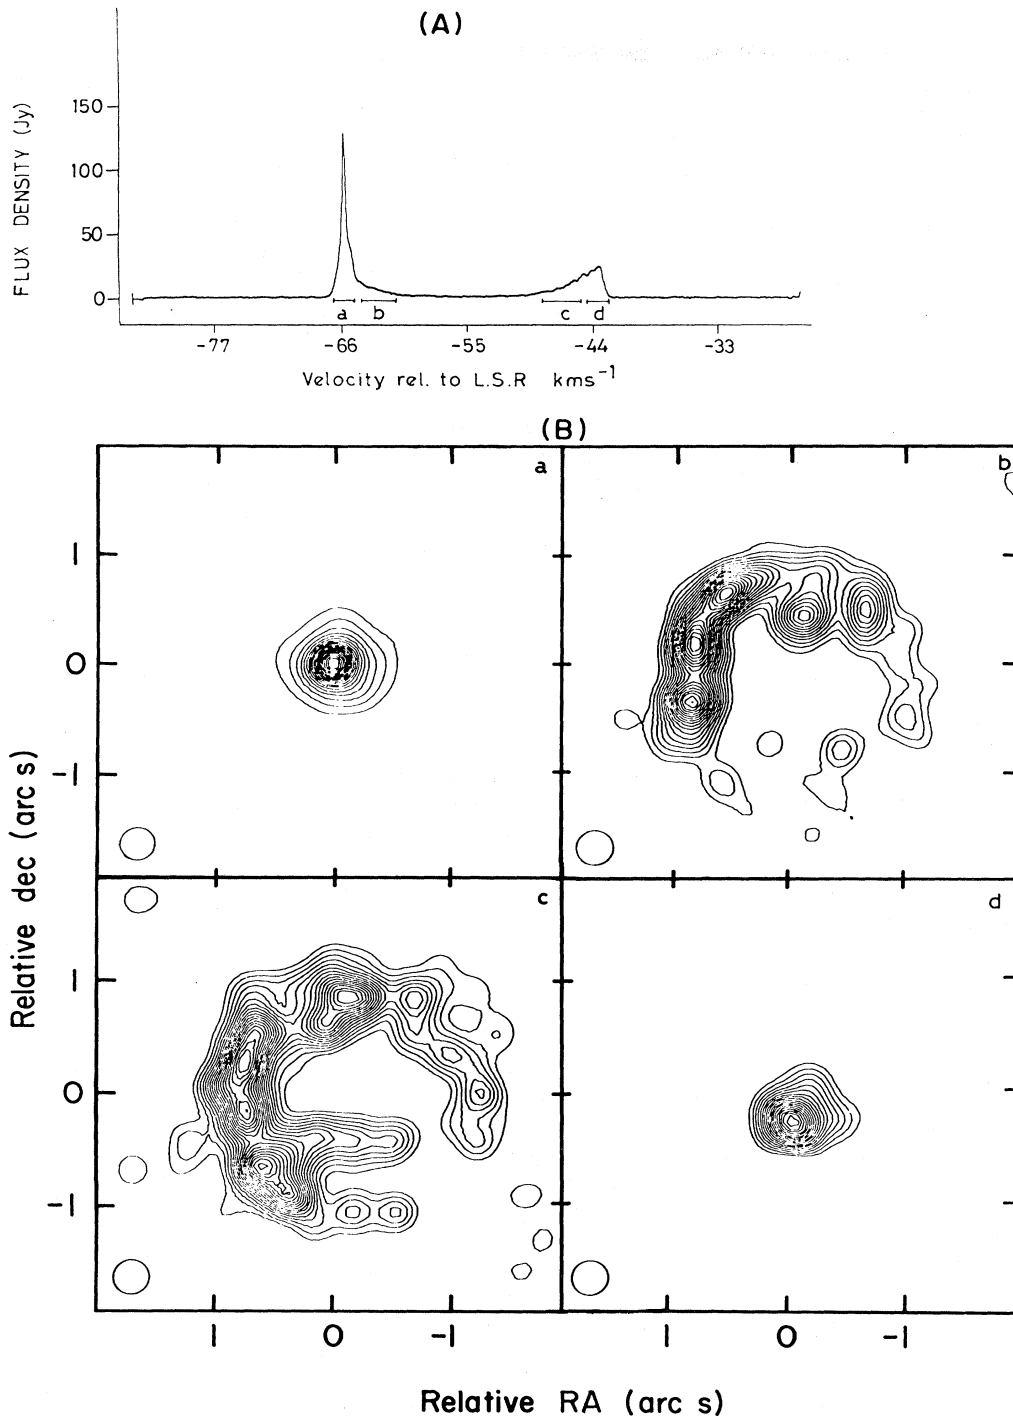 (A)
FLUX DENSITY (Jy)
150
100
50
0
a b c d
-77 -66 -55 -44 -33
Velocity rel. to L.S.R kms⁻¹
(B)
a b
1
0
-1
c d
1
0
-1
Relative dec (arc s)
1 0 -1 1 0 -1
Relative RA (arc s)